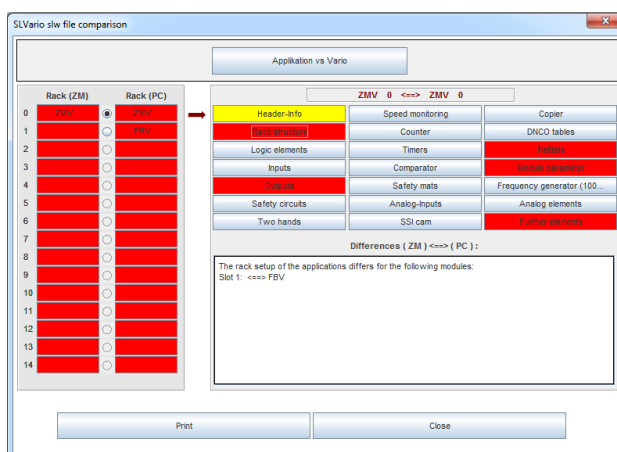 SLVario slw file comparison
Applikation vs Vario
Rack (ZM) Rack (PC)
0 ZMV ZMV
1 FBV
2
3
4
5
6
7
8
9
10
11
12
13
14
ZMV 0 <==> ZMV 0
Header-Info Speed monitoring Copier
Rack structure Counter DNCO tables
Logic elements Timers Netlists
Inputs Comparator Module parameter
Outputs Safety mats Frequency generator (100...
Safety circuits Analog-Inputs Analog elements
Two hands SSI cam Further elements
Differences ( ZM ) <==> ( PC ) :
The rack setup of the applications differs for the following modules:
Slot 1: <==> FBV
Print Close